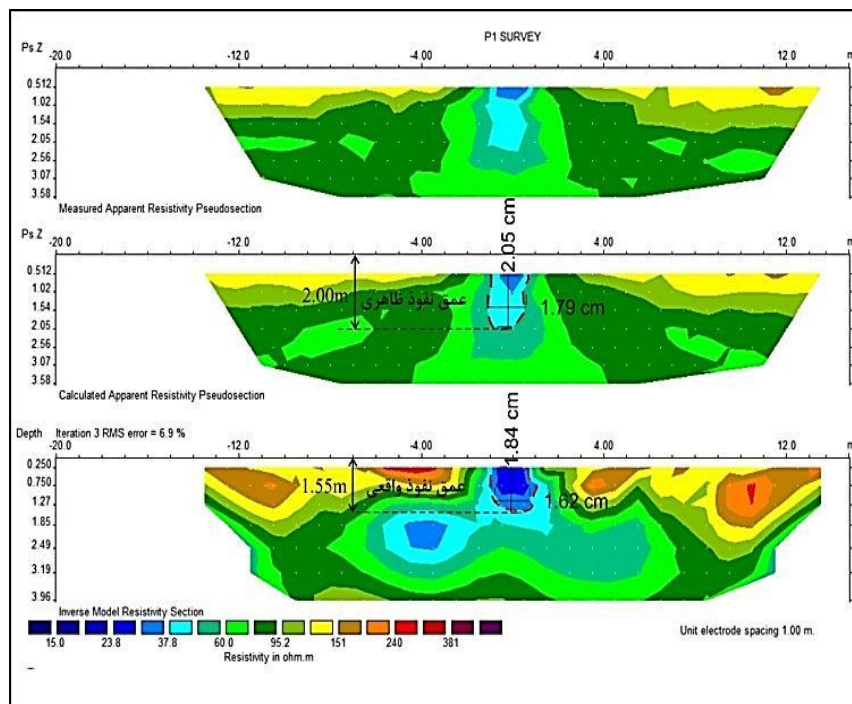 P1 SURVEY
Ps.Z -20.0 -12.0 -4.00 4.00 12.0 m
0.512
1.02
1.54
2.05
2.56
3.07
3.58
Measured Apparent Resistivity Pseudosection
2.05 cm
Ps.Z -20.0 -12.0 -4.00 4.00 12.0 m
0.512
1.02
1.54
2.05
2.56
3.07
3.58
2.00m عمق نفوذ ظاهري
1.79 cm
Calculated Apparent Resistivity Pseudosection
1.84 cm
Depth Iteration 3 RMS error = 6.9 %
-20.0 -12.0 -4.00 4.00 12.0 m
0.250
0.750
1.27
1.85
2.49
3.19
3.96
1.55m عمق نفوذ واقعي
1.62 cm
Inverse Model Resistivity Section
15.0 23.8 37.8 60.0 95.2 151 240 381
Resistivity in ohm.m
Unit electrode spacing 1.00 m.